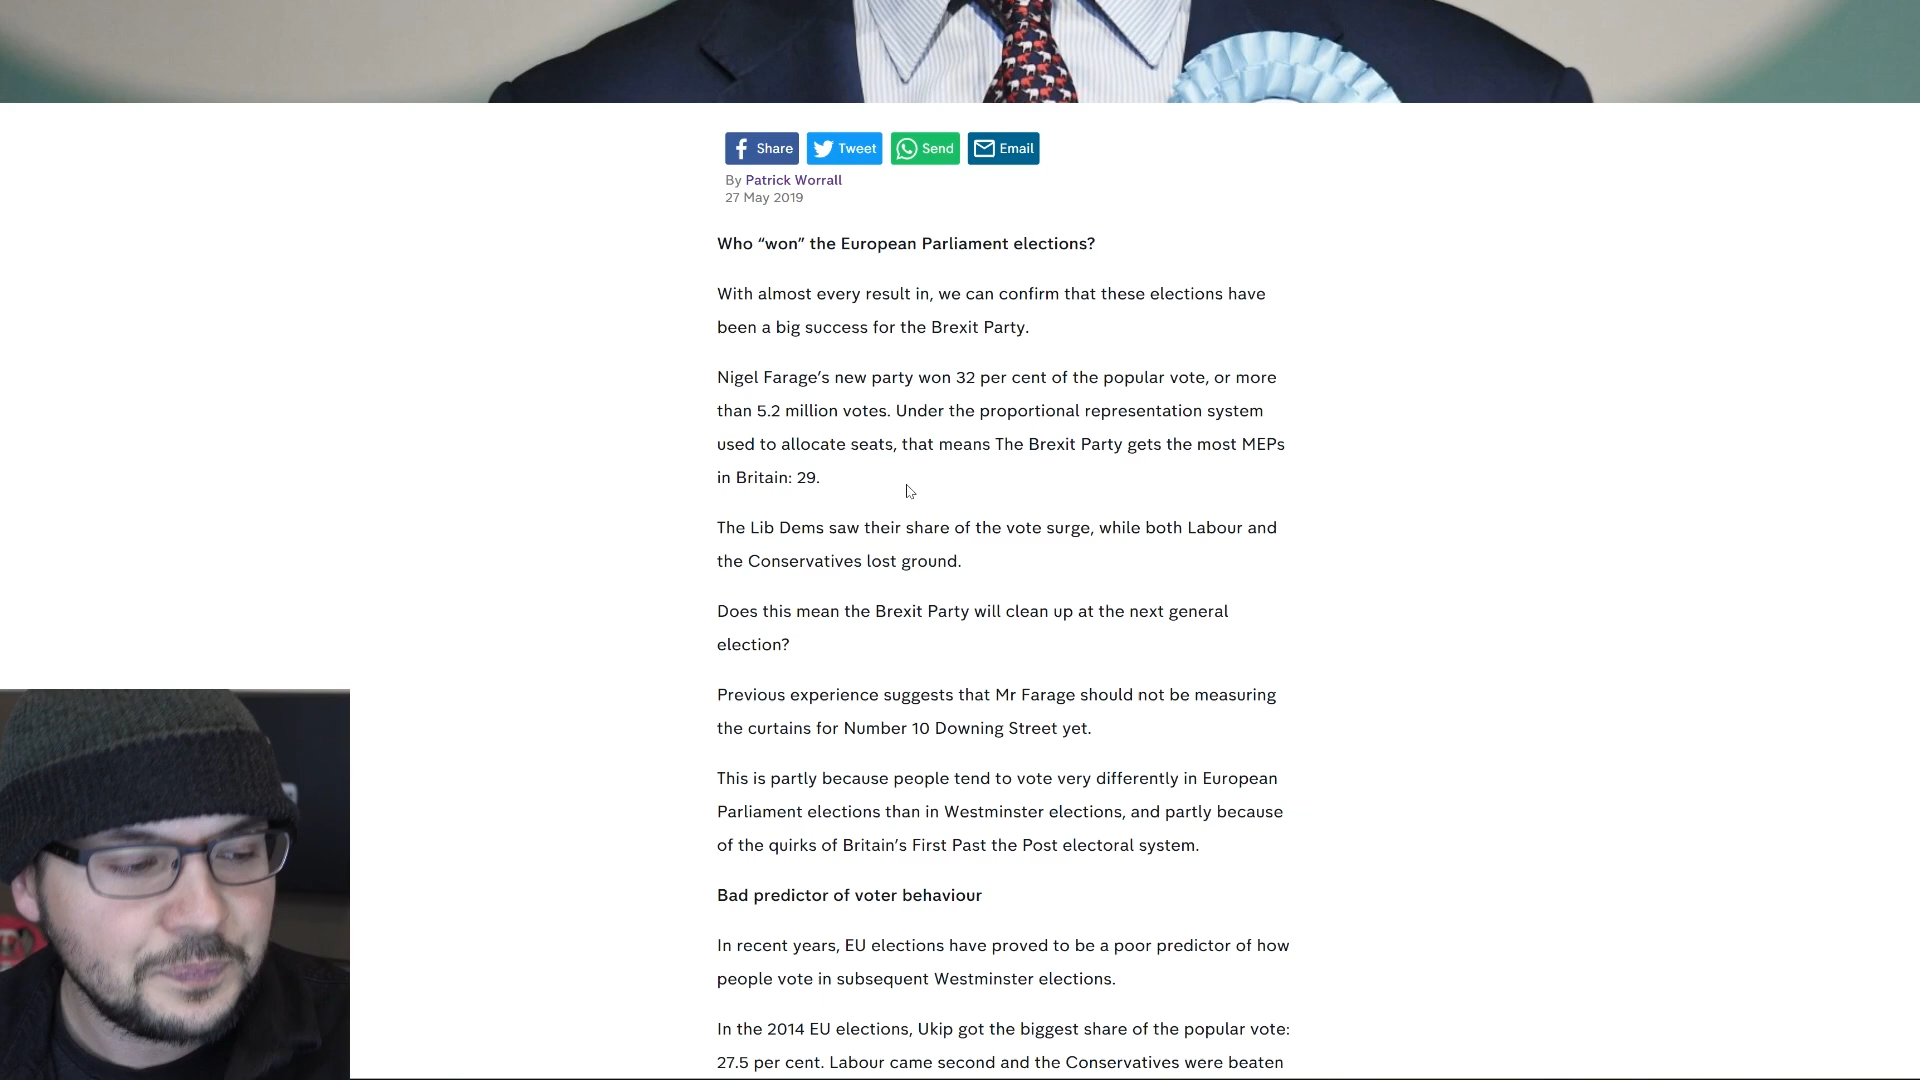 Share
Tweet
Send
Email
By Patrick Worrall
27 May 2019
Who “won” the European Parliament elections?
With almost every result in, we can confirm that these elections have
been a big success for the Brexit Party.
Nigel Farage’s new party won 32 per cent of the popular vote, or more
than 5.2 million votes. Under the proportional representation system
used to allocate seats, that means The Brexit Party gets the most MEPs
in Britain: 29.
The Lib Dems saw their share of the vote surge, while both Labour and
the Conservatives lost ground.
Does this mean the Brexit Party will clean up at the next general
election?
Previous experience suggests that Mr Farage should not be measuring
the curtains for Number 10 Downing Street yet.
This is partly because people tend to vote very differently in European
Parliament elections than in Westminster elections, and partly because
of the quirks of Britain’s First Past the Post electoral system.
Bad predictor of voter behaviour
In recent years, EU elections have proved to be a poor predictor of how
people vote in subsequent Westminster elections.
In the 2014 EU elections, Ukip got the biggest share of the popular vote:
27.5 per cent. Labour came second and the Conservatives were beaten